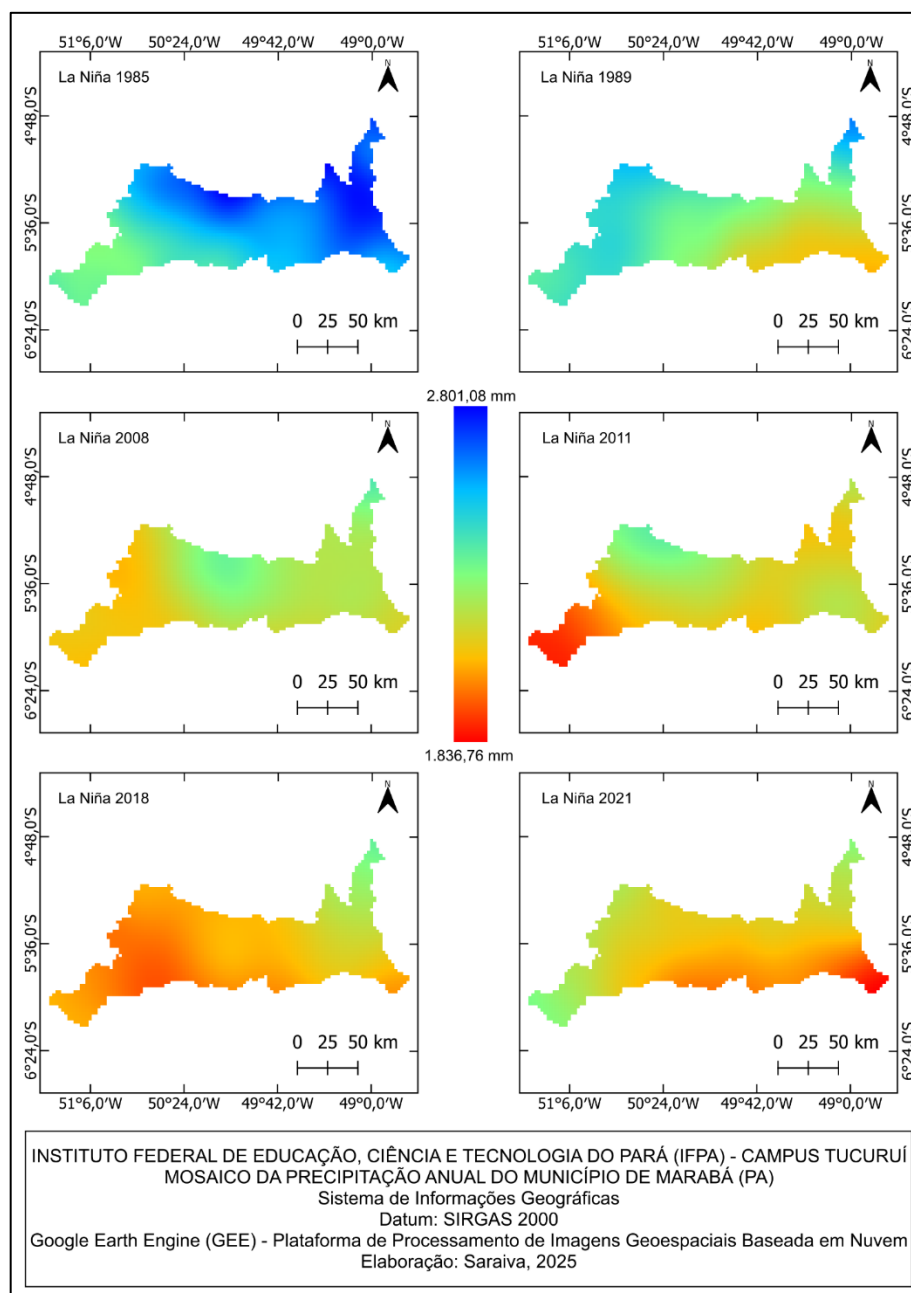 51°6,0'W 50°24,0'W 49°42,0'W 49°0,0'W 51°6,0'W 50°24,0'W 49°42,0'W 49°0,0'W
La Niña 1985
N
4°48,0'S
5°36,0'S
6°24,0'S
0 25 50 km
La Niña 1989
N
4°48,0'S
5°36,0'S
6°24,0'S
0 25 50 km
2.801,08 mm
1.836,76 mm
La Niña 2008
N
4°48,0'S
5°36,0'S
6°24,0'S
0 25 50 km
La Niña 2011
N
4°48,0'S
5°36,0'S
6°24,0'S
0 25 50 km
La Niña 2018
N
4°48,0'S
5°36,0'S
6°24,0'S
0 25 50 km
La Niña 2021
N
4°48,0'S
5°36,0'S
6°24,0'S
0 25 50 km
51°6,0'W 50°24,0'W 49°42,0'W 49°0,0'W 51°6,0'W 50°24,0'W 49°42,0'W 49°0,0'W
INSTITUTO FEDERAL DE EDUCAÇÃO, CIÊNCIA E TECNOLOGIA DO PARÁ (IFPA) - CAMPUS TUCURUÍ
MOSAICO DA PRECIPITAÇÃO ANUAL DO MUNICÍPIO DE MARABÁ (PA)
Sistema de Informações Geográficas
Datum: SIRGAS 2000
Google Earth Engine (GEE) - Plataforma de Processamento de Imagens Geoespaciais Baseada em Nuvem
Elaboração: Saraiva, 2025